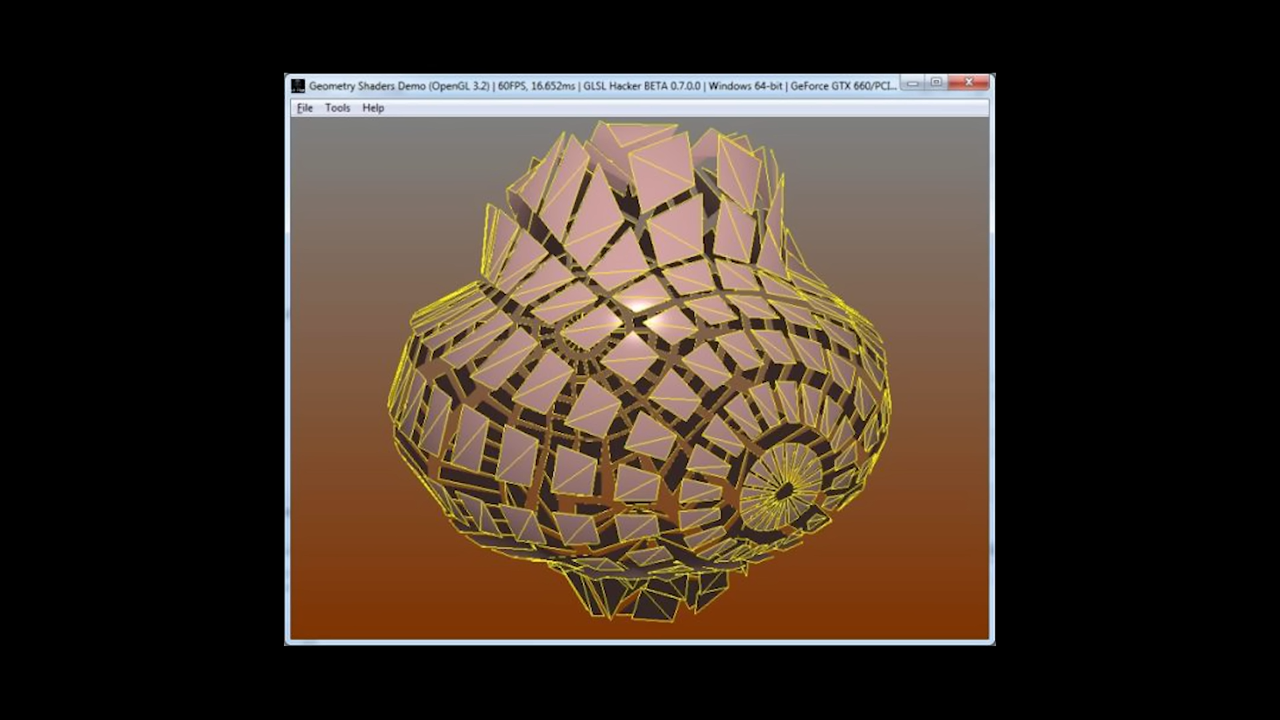 Geometry Shaders Demo (OpenGL 3.2) | 60FPS, 16.652ms | GLSL Hacker BETA 0.7.0.0 | Windows 64-bit | GeForce GTX 660/PCI...
File Tools Help